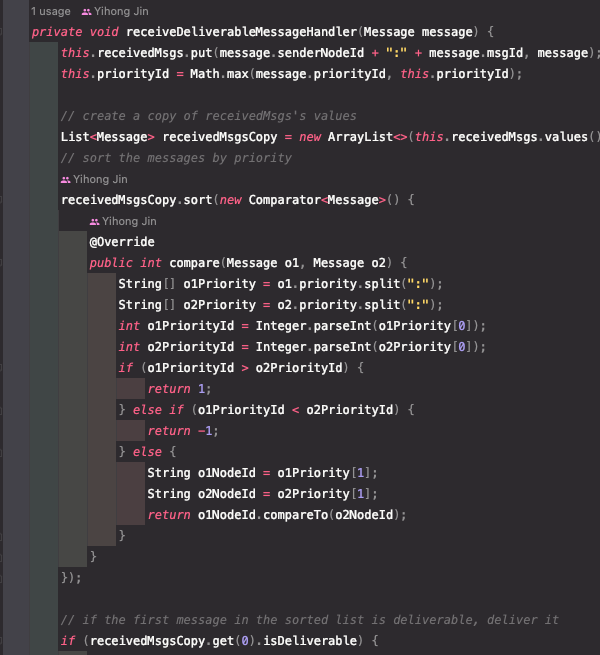 1 usage Yihong Jin
private void receiveDeliverableMessageHandler(Message message) {
this.receivedMsgs.put(message.senderNodeId + ":" + message.msgId, message);
this.priorityId = Math.max(message.priorityId, this.priorityId);
// create a copy of receivedMsgs's values
List<Message> receivedMsgsCopy = new ArrayList<>(this.receivedMsgs.values()
// sort the messages by priority
Yihong Jin
receivedMsgsCopy.sort(new Comparator<Message>() {
Yihong Jin
@Override
public int compare(Message o1, Message o2) {
String[] o1Priority = o1.priority.split(":");
String[] o2Priority = o2.priority.split(":");
int o1PriorityId = Integer.parseInt(o1Priority[0]);
int o2PriorityId = Integer.parseInt(o2Priority[0]);
if (o1PriorityId > o2PriorityId) {
return 1;
} else if (o1PriorityId < o2PriorityId) {
return -1;
} else {
String o1NodeId = o1Priority[1];
String o2NodeId = o2Priority[1];
return o1NodeId.compareTo(o2NodeId);
}
}
});
// if the first message in the sorted list is deliverable, deliver it
if (receivedMsgsCopy.get(0).isDeliverable) {